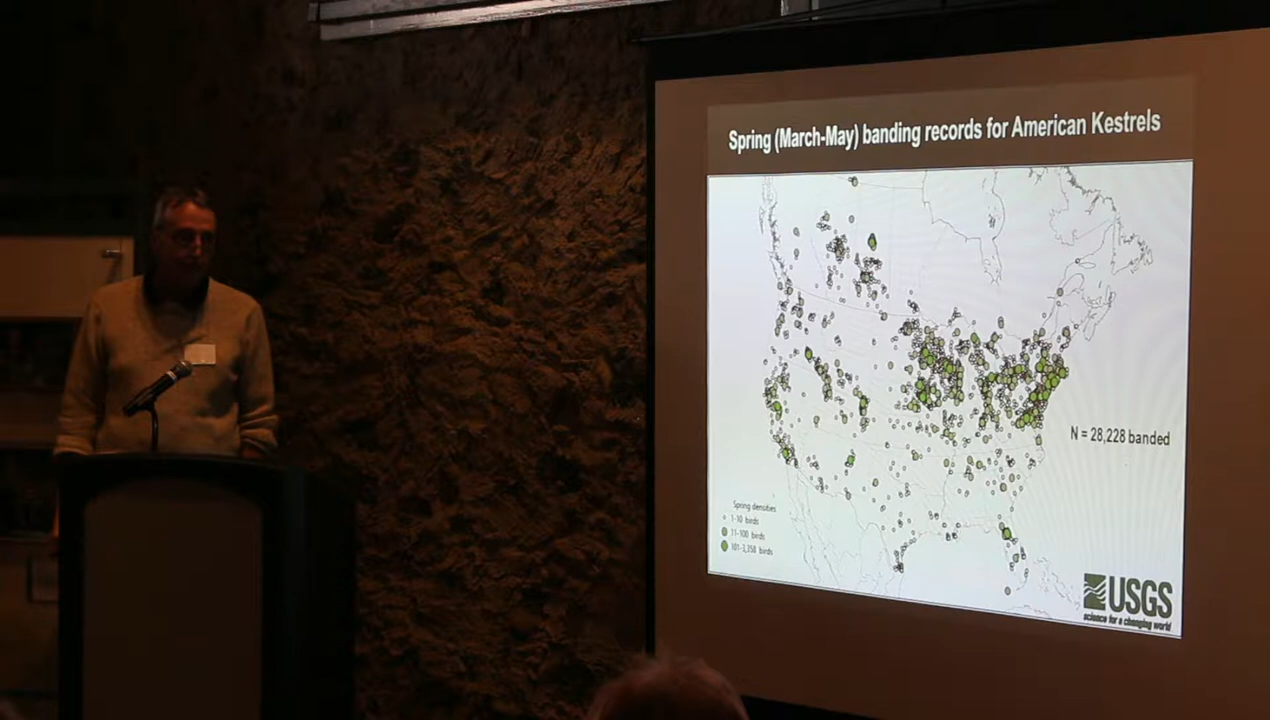 Spring (March-May) banding records for American Kestrels
N = 28,228 banded
Spring densities
1-10 birds
11-100 birds
101-3,358 birds
USGS
science for a changing world